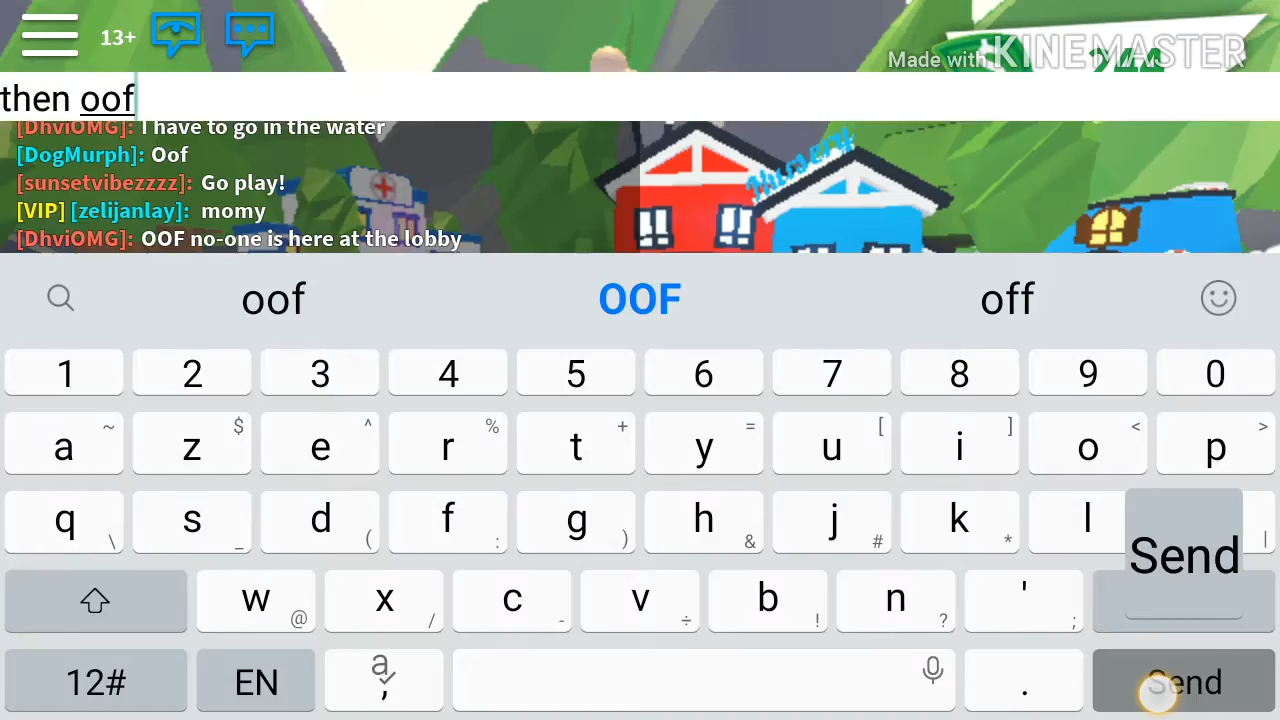 13+
Made with KINEMASTER
then oof
[DhviOMG]: I have to go in the water
[DogMurph]: Oof
[sunsetvibezzzz]: Go play!
[VIP] [zelijanlay]: momy
[DhviOMG]: OOF no-one is here at the lobby
Nursery
oof OOF off
1 2 3 4 5 6 7 8 9 0
a ~ z $ e ^ r % t + y = u [ i ] o < p >
q \ s _ d ( f : g ) h & j # k * l |
Send
w @ x / c - v ÷ b ! n ? ' ;
12# EN a , . Send